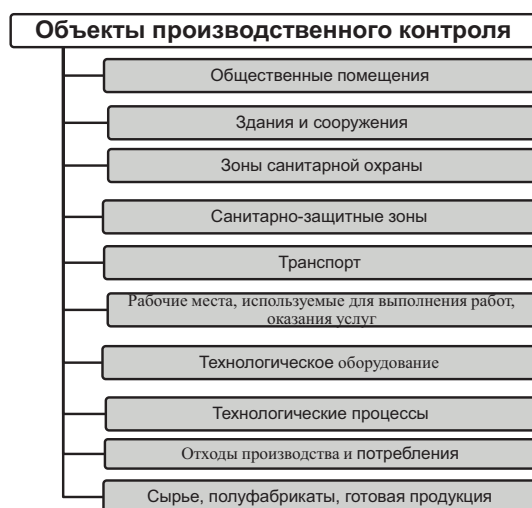 Объекты производственного контроля
Общественные помещения
Здания и сооружения
Зоны санитарной охраны
Санитарно-защитные зоны
Транспорт
Рабочие места, используемые для выполнения работ,
оказания услуг
Технологическое оборудование
Технологические процессы
Отходы производства и потребления
Сырье, полуфабрикаты, готовая продукция